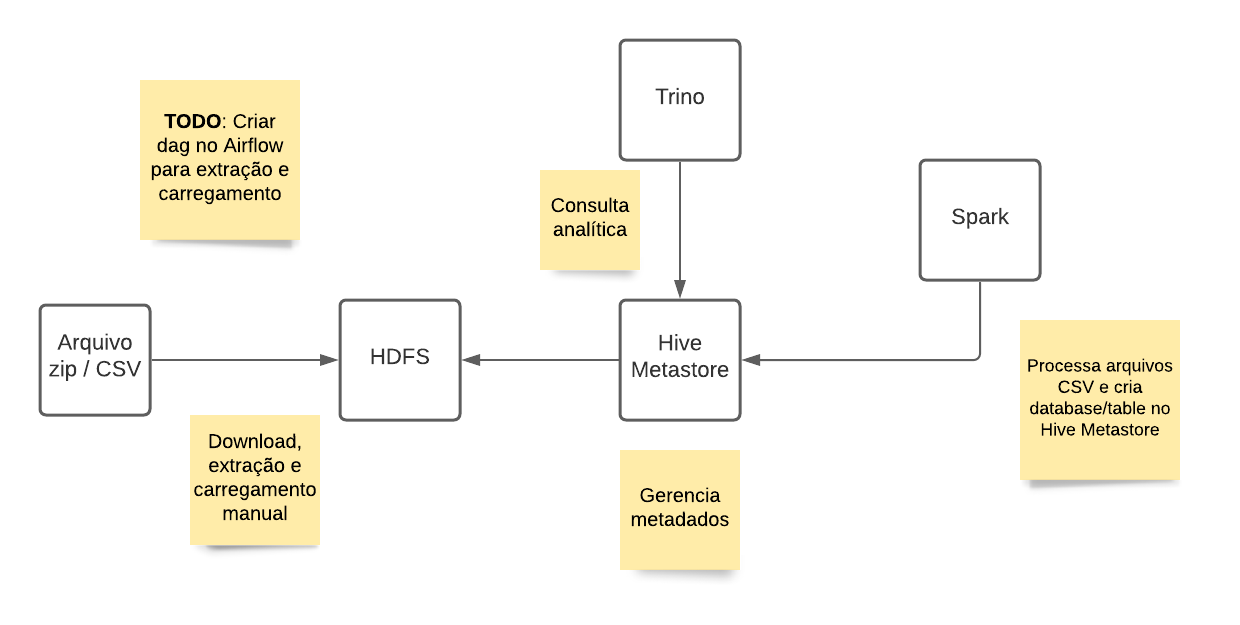 TODO: Criar
dag no Airflow
para extração e
carregamento
Trino
Consulta
analítica
Spark
Arquivo
zip / CSV
HDFS
Hive
Metastore
Processa arquivos
CSV e cria
database/table no
Hive Metastore
Download,
extração e
carregamento
manual
Gerencia
metadados